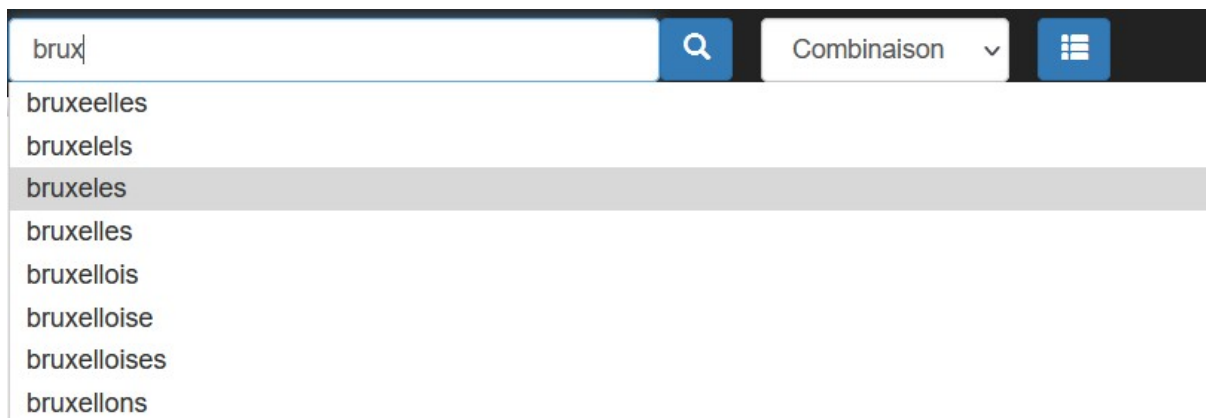 brux
Combinaison
bruxeelles
bruxelels
bruxeles
bruxelles
bruxellois
bruxelloise
bruxelloises
bruxellons